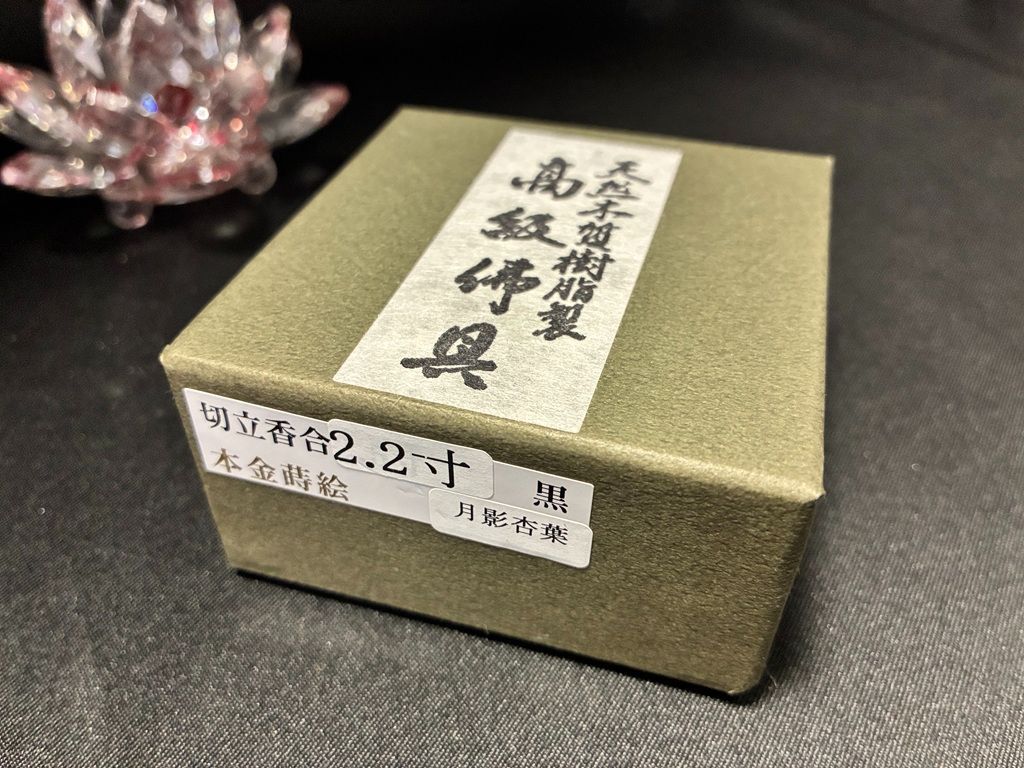 天然木質樹脂製
高級佛具
切立香合2.2寸 黒
本金蒔絵
月影杏葉